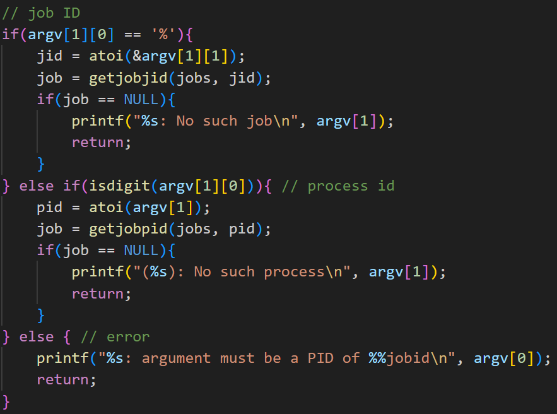 // job ID
if(argv[1][0] == '%'){
    jid = atoi(&argv[1][1]);
    job = getjobjid(jobs, jid);
    if(job == NULL){
        printf("%s: No such job\n", argv[1]);
        return;
    }
} else if(isdigit(argv[1][0])){ // process id
    pid = atoi(argv[1]);
    job = getjobpid(jobs, pid);
    if(job == NULL){
        printf("(%s): No such process\n", argv[1]);
        return;
    }
} else { // error
    printf("%s: argument must be a PID of %%jobid\n", argv[0]);
    return;
}